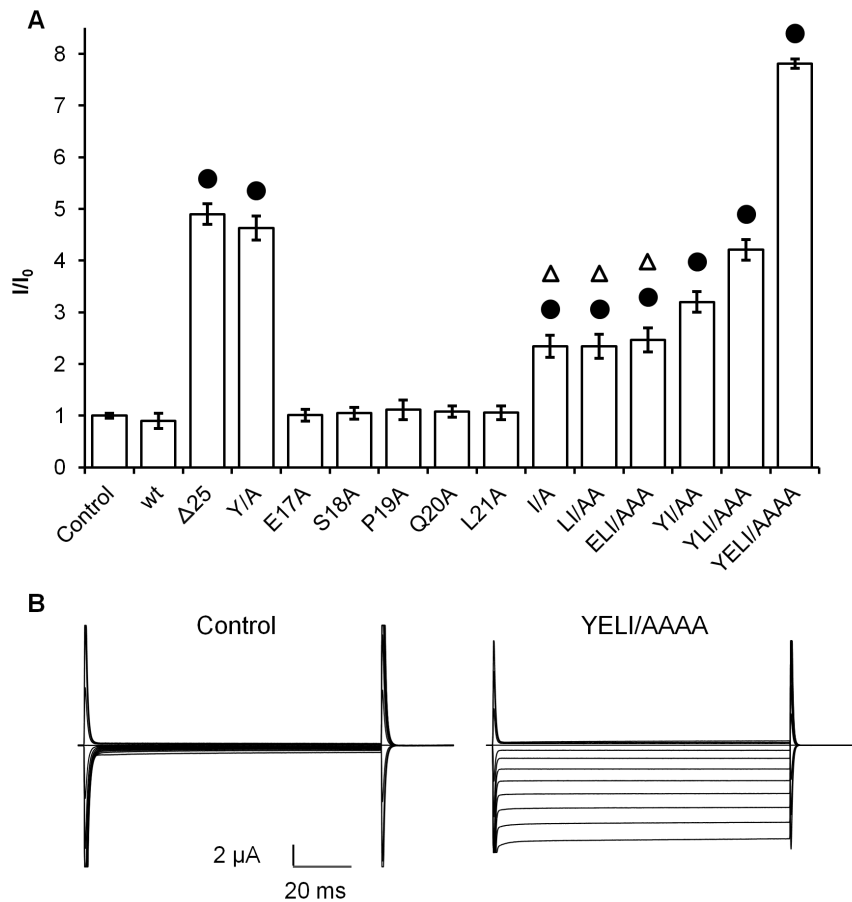 A
8
7
6
5
4
3
2
1
0
I/I0
Control
wt
Δ25
Y/A
E17A
S18A
P19A
Q20A
L21A
I/A
LI/AA
ELI/AAA
YI/AA
YLI/AAA
YELI/AAAA
B
Control
YELI/AAAA
2 µA
20 ms